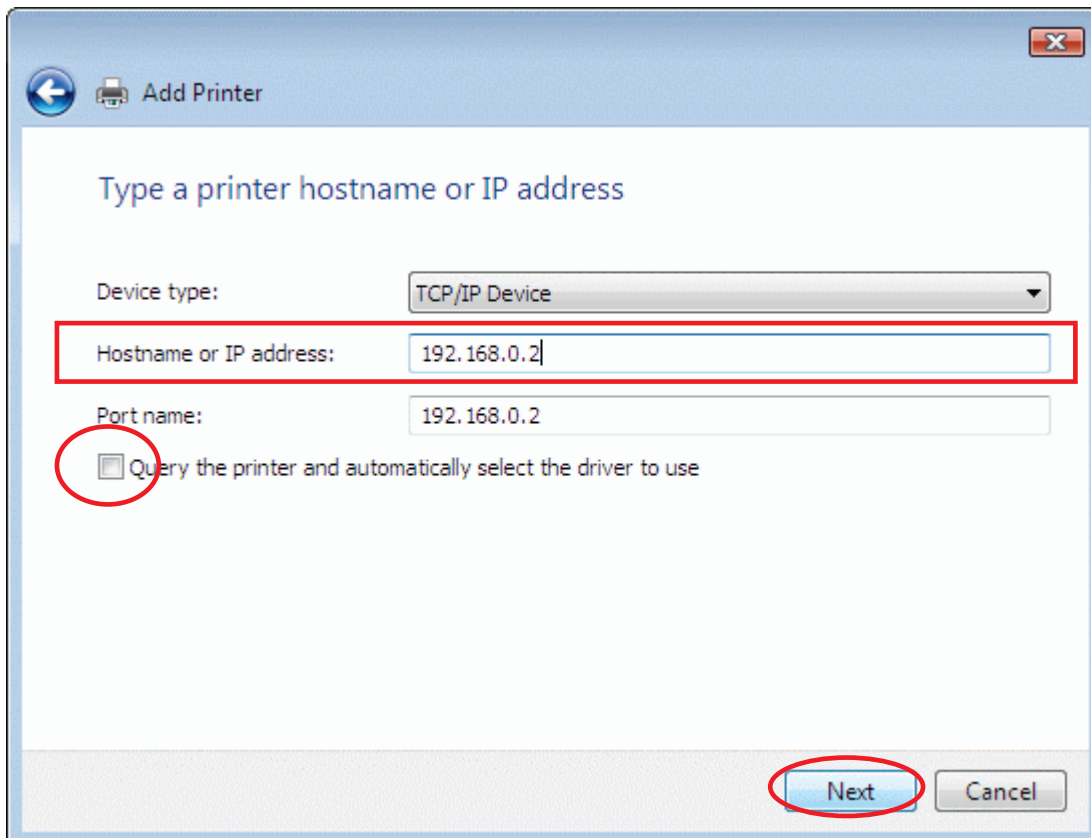 Add Printer
Type a printer hostname or IP address
Device type: TCP/IP Device
Hostname or IP address: 192.168.0.2
Port name: 192.168.0.2
Query the printer and automatically select the driver to use
Next Cancel